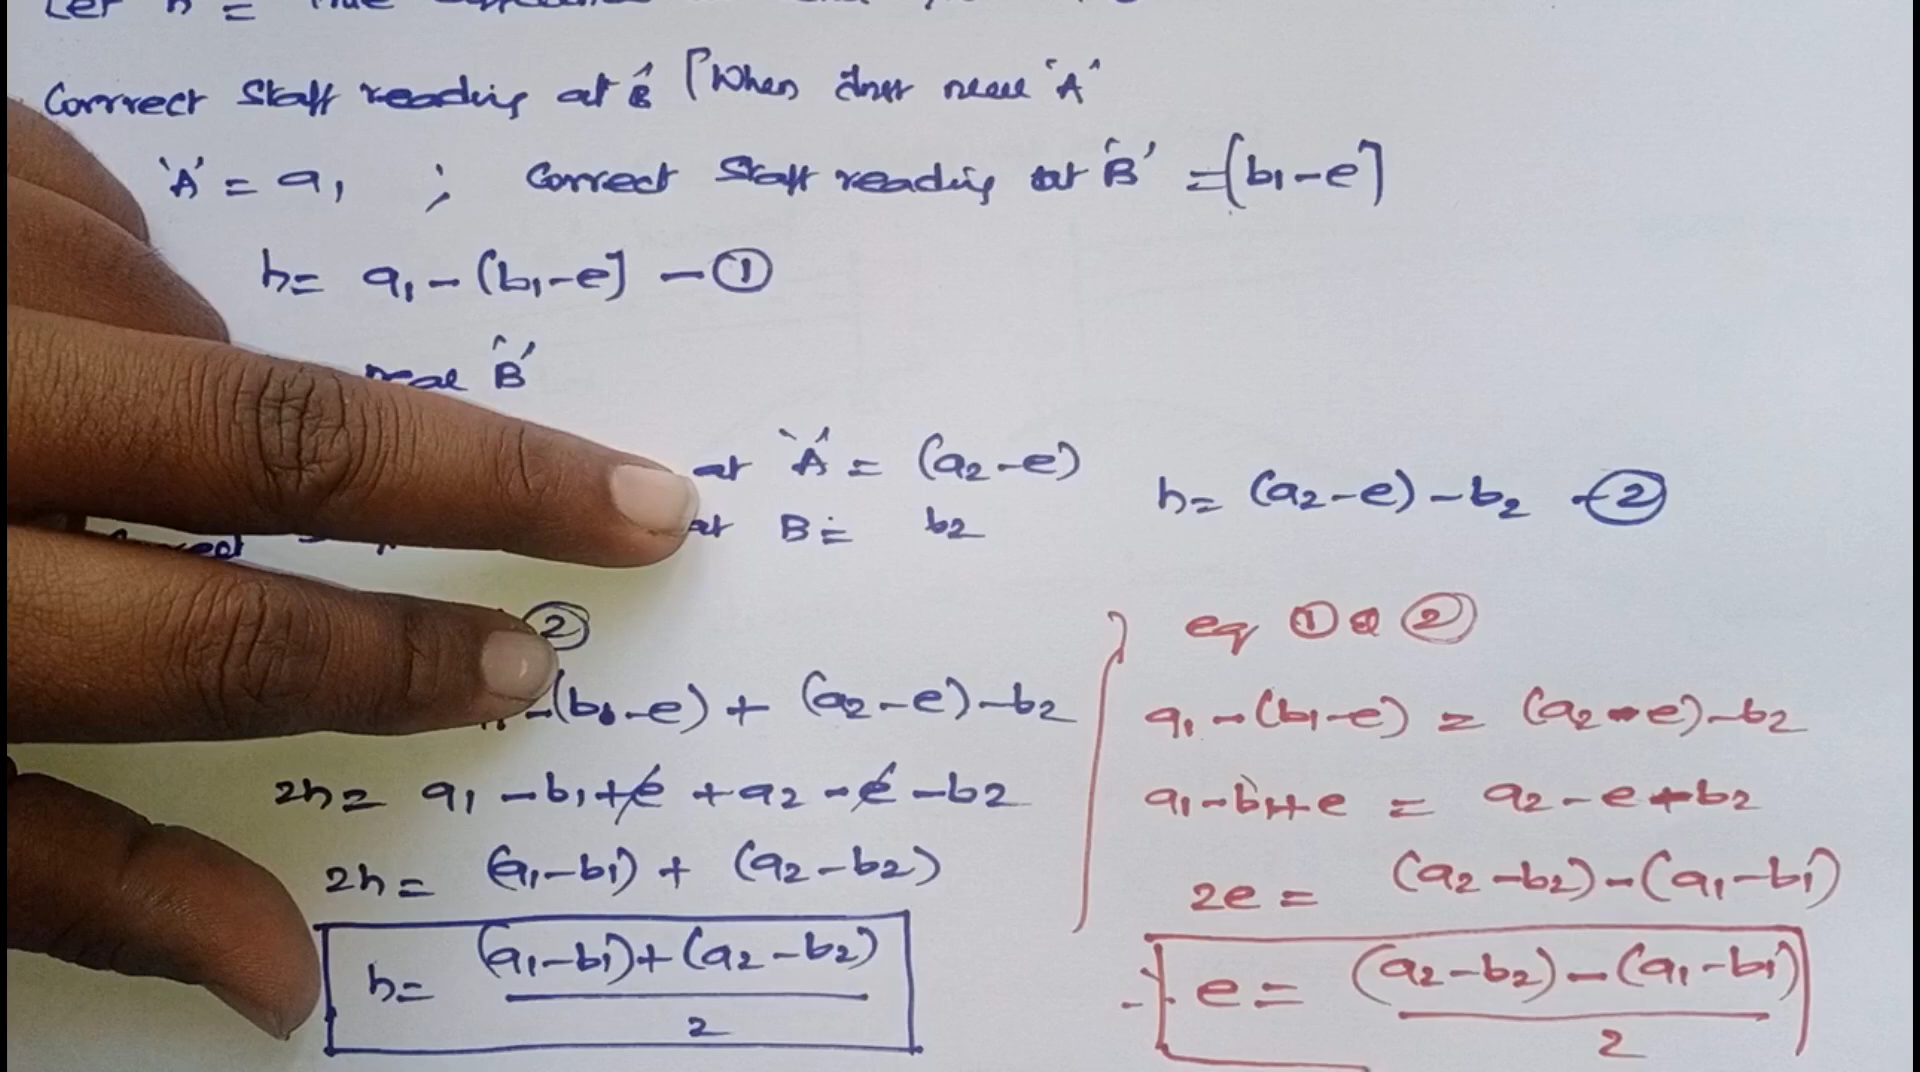 Let h = True
Correct Staff reading at B [When inst near 'A'
'A' = a₁ ; Correct Staff reading at 'B' = (b₁-e]
h= a₁-(b₁-e] -①
near 'B'
at 'A' = (a₂-e)
h= (a₂-e)-b₂ -②
at B = b₂
②
-(b₁-e)+(a₂-e)-b₂
2h= a₁-b₁+e+a₂-e-b₂
2h= (a₁-b₁)+(a₂-b₂)
h= (a₁-b₁)+(a₂-b₂)
2
eq ① & ②
a₁-(b₁-e) = (a₂-e)-b₂
a₁-b₁+e = a₂-e-b₂
2e = (a₂-b₂)-(a₁-b₁)
e= (a₂-b₂)-(a₁-b₁)
2